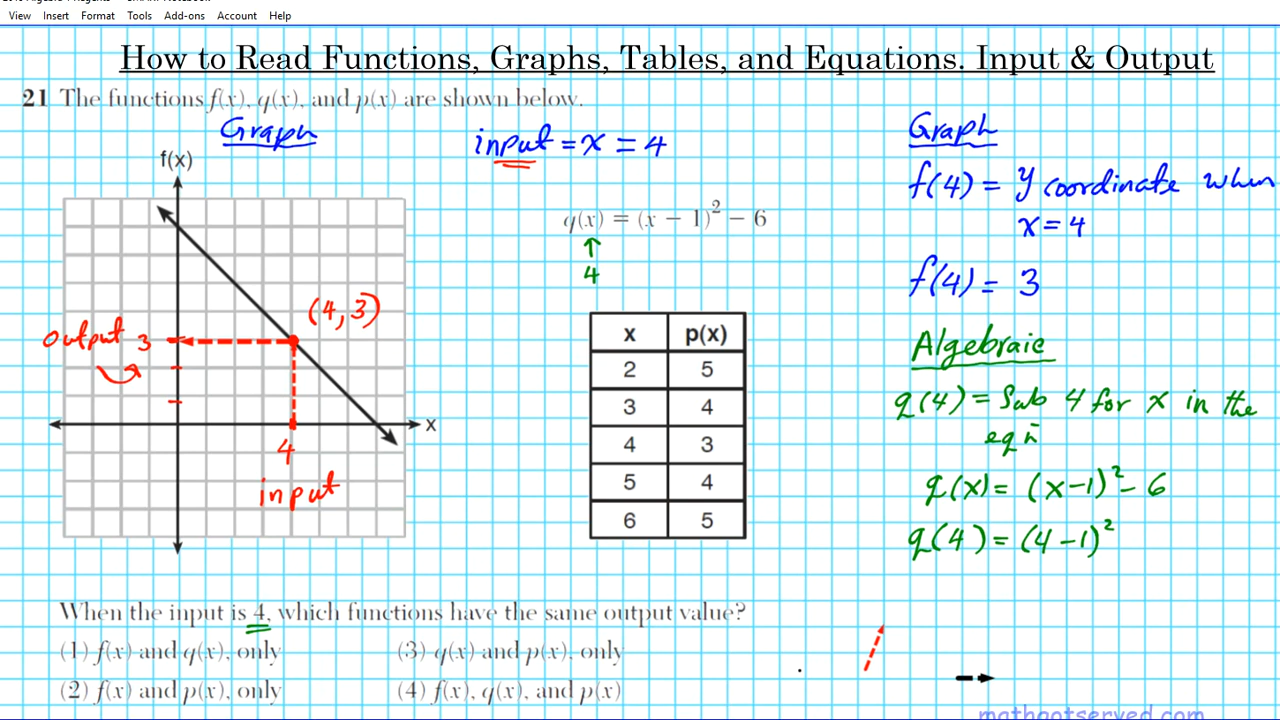 View Insert Format Tools Add-ons Account Help
How to Read Functions, Graphs, Tables, and Equations. Input & Output
21 The functions f(x), q(x), and p(x) are shown below.
Graph
input = x = 4
f(x)
(4, 3)
Output 3
x
4
input
q(x) = (x − 1)² − 6
↑
4
x p(x)
2 5
3 4
4 3
5 4
6 5
Graph
f(4) = y coordinate when
x = 4
f(4) = 3
Algebraic
q(4) = Sub 4 for x in the
eqn
q(x) = (x−1)² − 6
q(4) = (4−1)²
When the input is 4, which functions have the same output value?
(1) f(x) and q(x), only (3) q(x) and p(x), only
(2) f(x) and p(x), only (4) f(x), q(x), and p(x)
mathgotserved.com